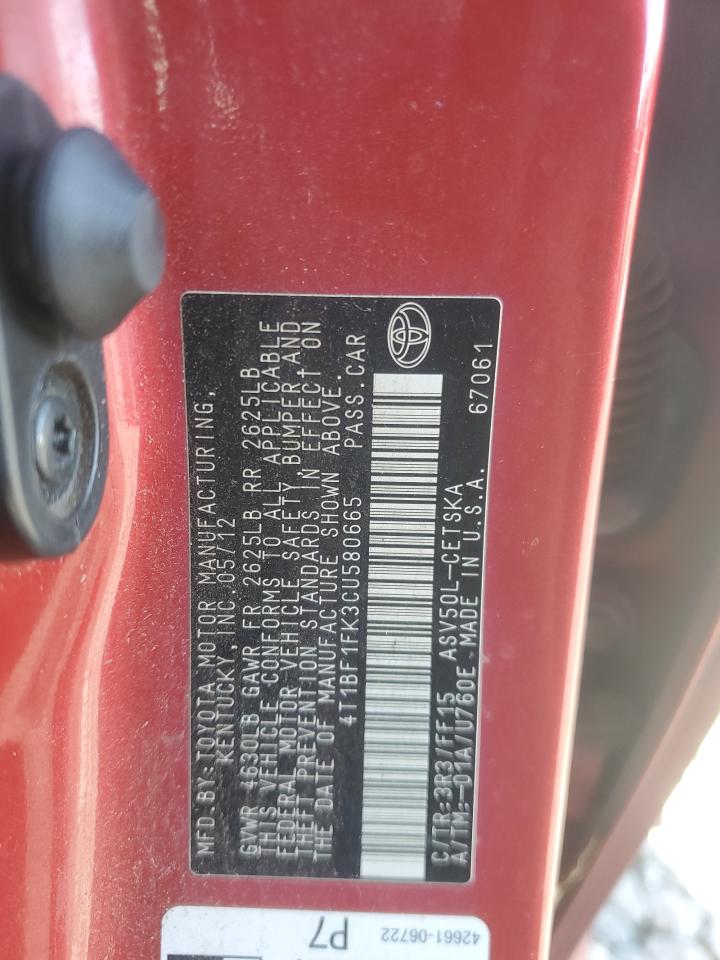 MFD. BY: TOYOTA MOTOR MANUFACTURING,
KENTUCKY, INC. 05/12
GVWR 4630LB GAWR FR 2625LB RR 2625LB
THIS VEHICLE CONFORMS TO ALL APPLICABLE
FEDERAL MOTOR VEHICLE SAFETY BUMPER AND
THEFT PREVENTION STANDARDS IN EFFECT ON
THE DATE OF MANUFACTURE SHOWN ABOVE.
4T1BF1FK3CU580665 PASS.CAR
C/TR:3R3/FF15 ASV50L-CETSKA
A/TM:-01A/U760E MADE IN U.S.A. 67061
42661-06722
P7